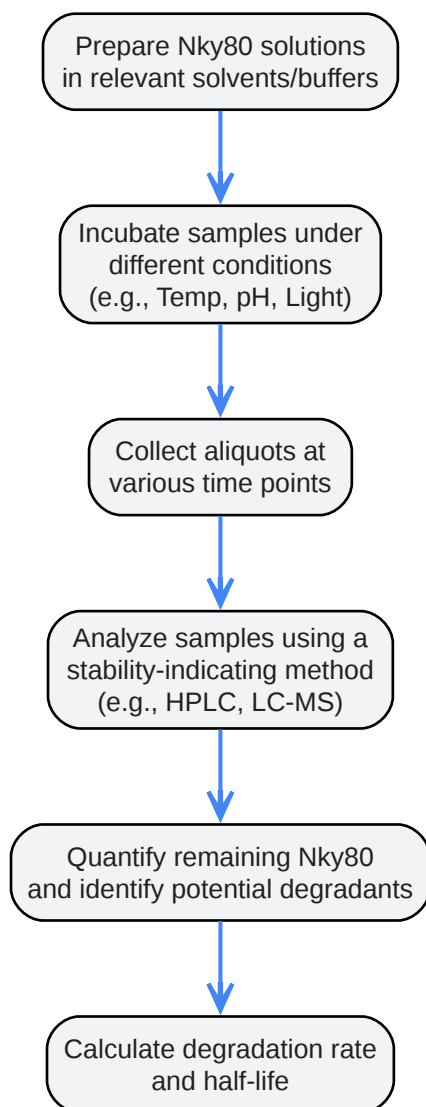 Prepare Nky80 solutions
in relevant solvents/buffers
Incubate samples under
different conditions
(e.g., Temp, pH, Light)
Collect aliquots at
various time points
Analyze samples using a
stability-indicating method
(e.g., HPLC, LC-MS)
Quantify remaining Nky80
and identify potential degradants
Calculate degradation rate
and half-life